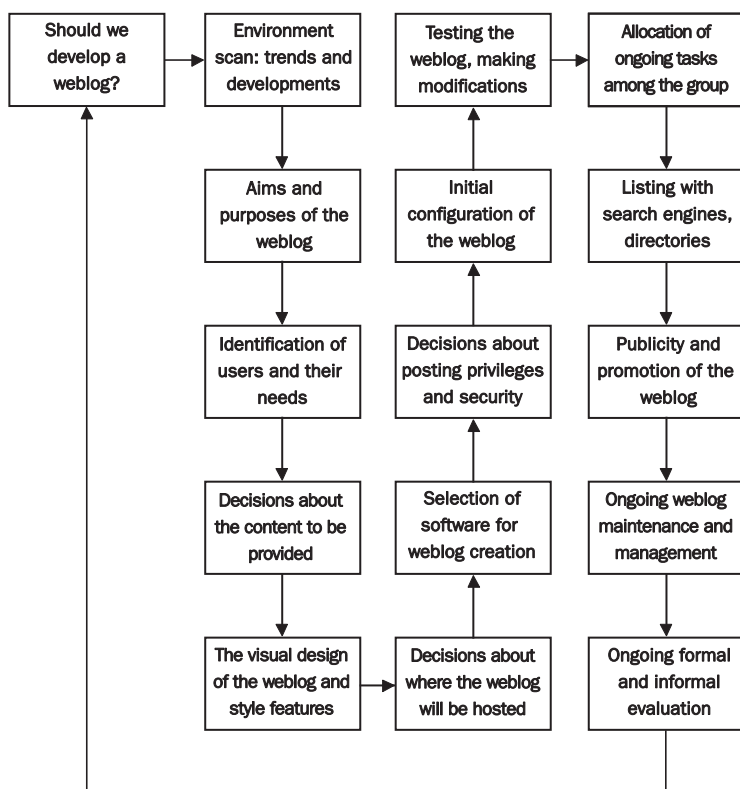 Should we
develop a
weblog?
Environment
scan: trends and
developments
Aims and
purposes of the
weblog
Identification of
users and their
needs
Decisions about
the content to be
provided
The visual design
of the weblog and
style features
Decisions about
where the weblog
will be hosted
Selection of
software for
weblog creation
Decisions about
posting privileges
and security
Initial
configuration of
the weblog
Testing the
weblog, making
modifications
Allocation of
ongoing tasks
among the group
Listing with
search engines,
directories
Publicity and
promotion of the
weblog
Ongoing weblog
maintenance and
management
Ongoing formal
and informal
evaluation